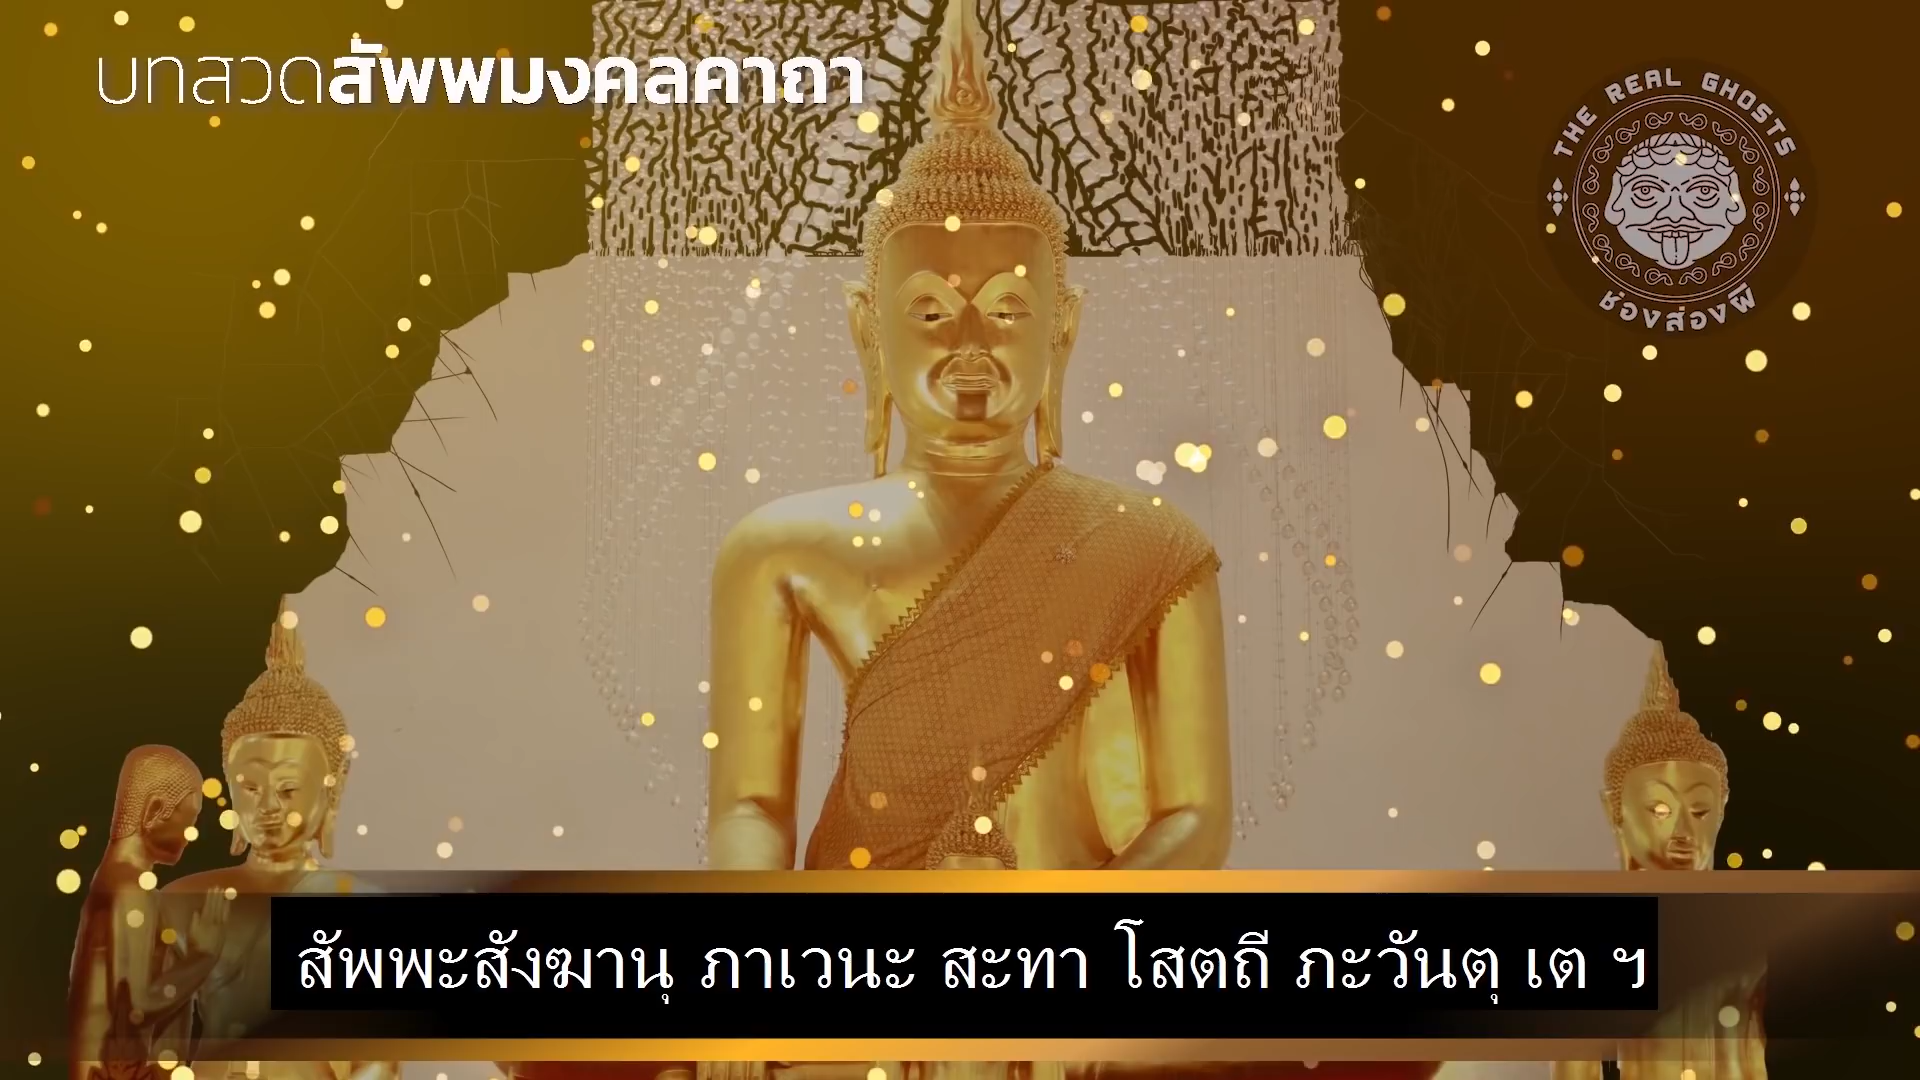 บทสวดสัพพมงคลคาถา
THE REAL GHOSTS
ช่องส่องผี
สัพพะสังฆานุ ภาเวนะ สะทา โสตถี ภะวันตุ เต ฯ